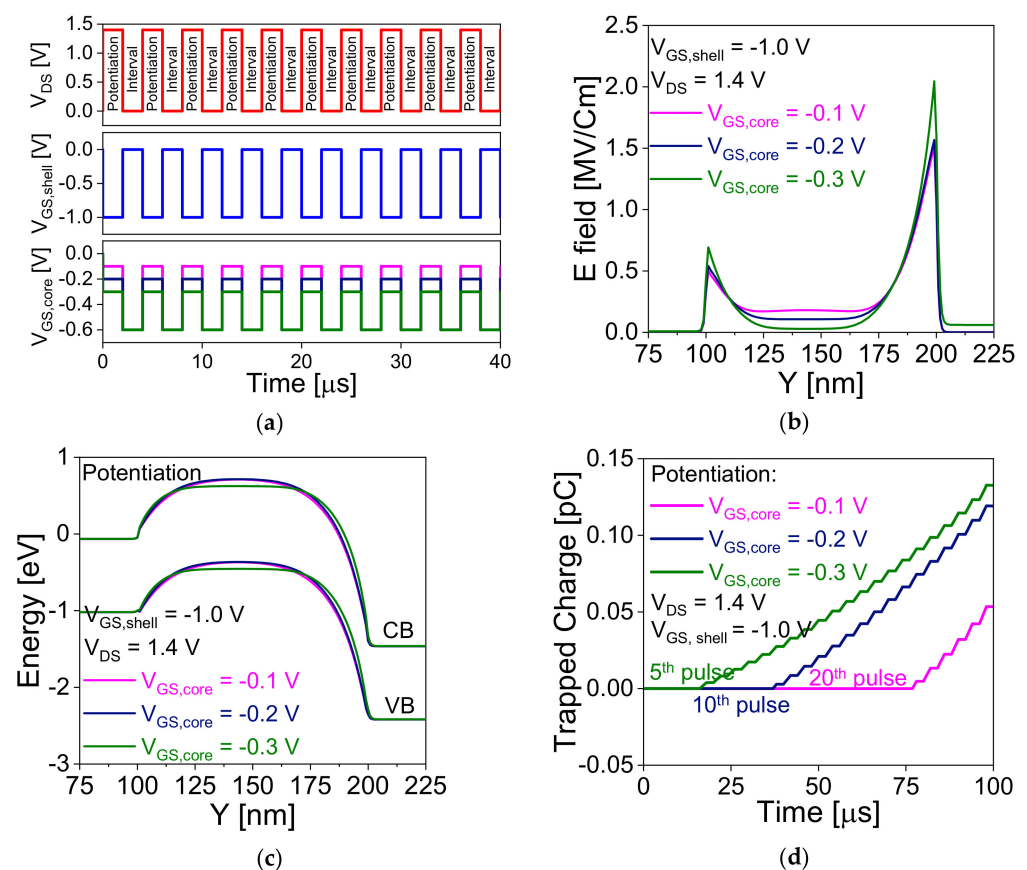 1.5
1.0
0.5
0.0
V_DS [V]
Potentiation Interval Potentiation Interval Potentiation Interval Potentiation Interval Potentiation Interval Potentiation Interval Potentiation Interval Potentiation Interval Potentiation Interval Potentiation Interval
0.0
-0.5
-1.0
V_GS,shell [V]
0.0
-0.2
-0.4
-0.6
V_GS,core [V]
0 10 20 30 40
Time [μs]
(a)
2.5
2.0
1.5
1.0
0.5
0.0
E field [MV/Cm]
V_GS,shell = -1.0 V
V_DS = 1.4 V
V_GS,core = -0.1 V
V_GS,core = -0.2 V
V_GS,core = -0.3 V
75 100 125 150 175 200 225
Y [nm]
(b)
1
0
-1
-2
-3
Energy [eV]
Potentiation
V_GS,shell = -1.0 V
V_DS = 1.4 V
CB
V_GS,core = -0.1 V
V_GS,core = -0.2 V
VB
V_GS,core = -0.3 V
75 100 125 150 175 200 225
Y [nm]
(c)
0.15
0.10
0.05
0.00
-0.05
Trapped Charge [pC]
Potentiation:
V_GS,core = -0.1 V
V_GS,core = -0.2 V
V_GS,core = -0.3 V
V_DS = 1.4 V
V_GS, shell = -1.0 V
5th pulse
20th pulse
10th pulse
0 25 50 75 100
Time [μs]
(d)